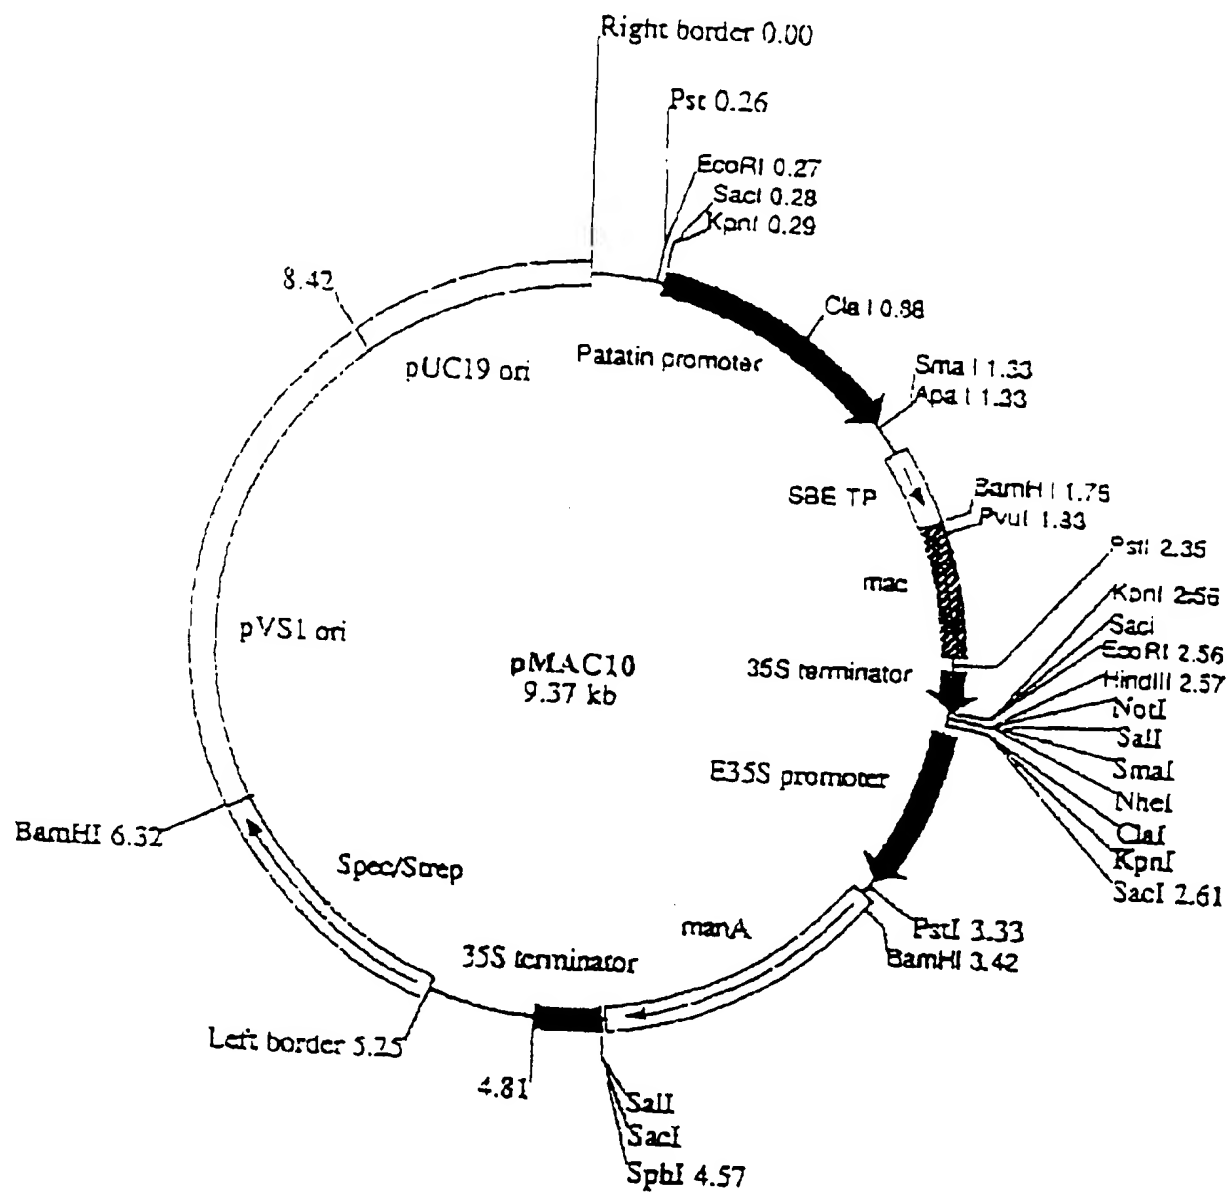 Right border 0.00
Pst 0.26
EcoRI 0.27
SacI 0.28
KpnI 0.29
8.42
Cla I 0.88
pUC19 ori
Patatin promoter
Sma I 1.33
Apa I 1.33
SBE TP
BamH I 1.75
PvuI 1.83
PstI 2.35
mac
KpnI 2.56
SacI
pVS1 ori
EcoRI 2.56
pMAC10
35S terminator
HindIII 2.57
9.37 kb
NotI
SalI
E35S promoter
SmaI
NheI
BamHI 6.32
ClaI
KpnI
Spec/Strep
SacI 2.61
manA
PstI 3.33
35S terminator
BamHI 3.42
Left border 5.25
4.81
SalI
SacI
SphI 4.57